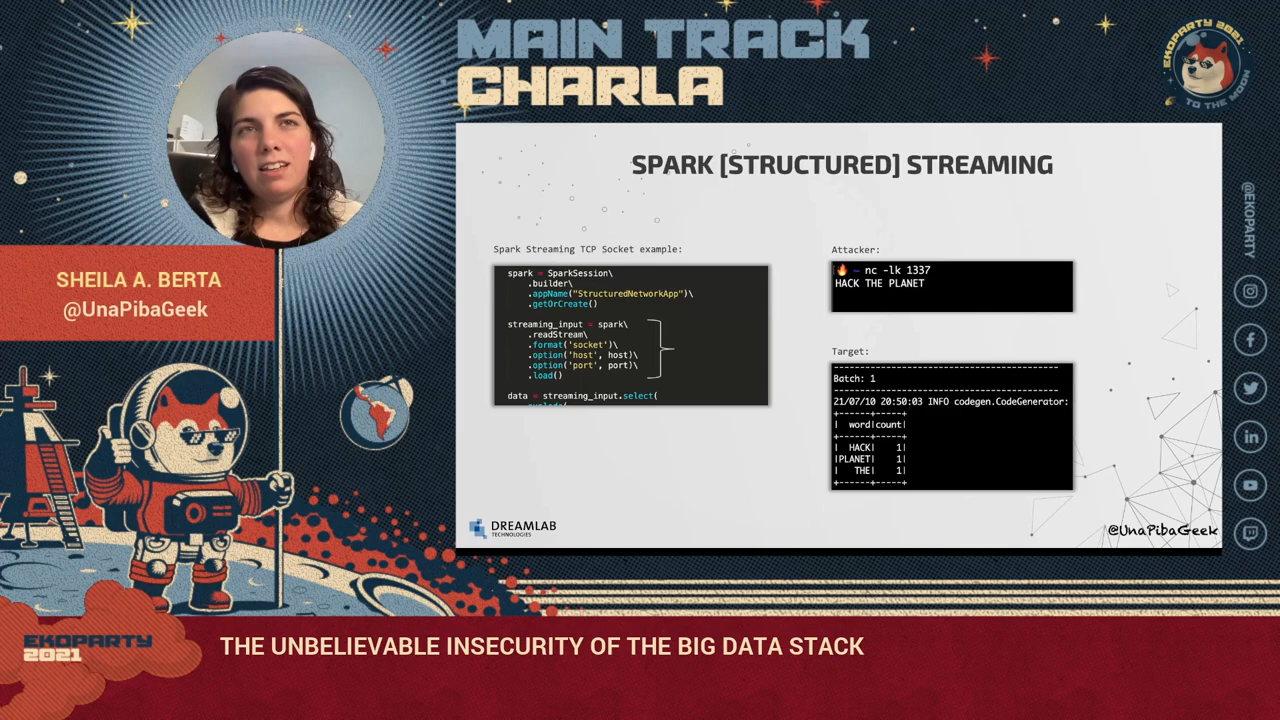 MAIN TRACK
CHARLA
EKOPARTY 2021
TO THE MOON
@EKOPARTY
SHEILA A. BERTA
@UnaPibaGeek
SPARK [STRUCTURED] STREAMING
Spark Streaming TCP Socket example:
spark = SparkSession\
.builder\
.appName("StructuredNetworkApp")\
.getOrCreate()
streaming_input = spark\
.readStream\
.format('socket')\
.option('host', host)\
.option('port', port)\
.load()
data = streaming_input.select(
Attacker:
~ nc -lk 1337
HACK THE PLANET
Target:
-------------------------------------------
Batch: 1
-------------------------------------------
21/07/10 20:50:03 INFO codegen.CodeGenerator:
+------+-----+
|  word|count|
+------+-----+
|  HACK|    1|
|PLANET|    1|
|   THE|    1|
+------+-----+
DREAMLAB
TECHNOLOGIES
@UnaPibaGeek
EKOPARTY
2021
THE UNBELIEVABLE INSECURITY OF THE BIG DATA STACK